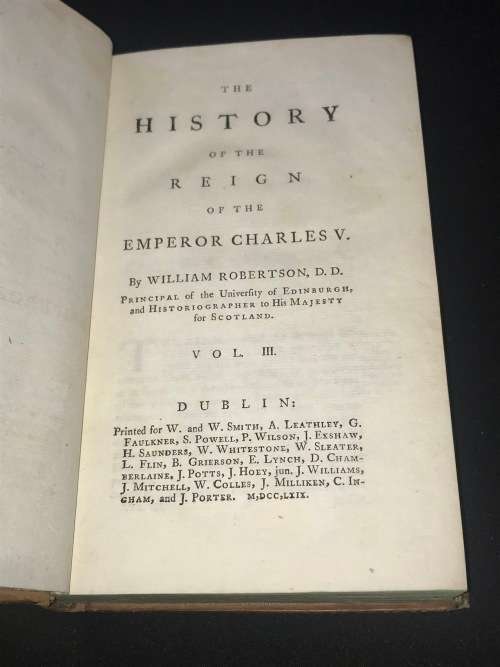 THE
HISTORY
OF THE
REIGN
OF THE
EMPEROR CHARLES V.
By WILLIAM ROBERTSON, D. D.
PRINCIPAL of the University of EDINBURGH,
and HISTORIOGRAPHER to HIS MAJESTY
for SCOTLAND.
VOL. III.
DUBLIN:
Printed for W. and W. SMITH, A. LEATHLEY, G.
FAULKNER, S. POWELL, P. WILSON, J. EXSHAW,
H. SAUNDERS, W. WHITESTONE, W. SLEATER,
L. FLIN, B. GRIERSON, E. LYNCH, D. CHAM-
BERLAINE, J. POTTS, J. HOEY, jun. J. WILLIAMS,
J. MITCHELL, W. COLLES, J. MILLIKEN, C. IN-
GHAM, and J. PORTER. M,DCC,LXIX.